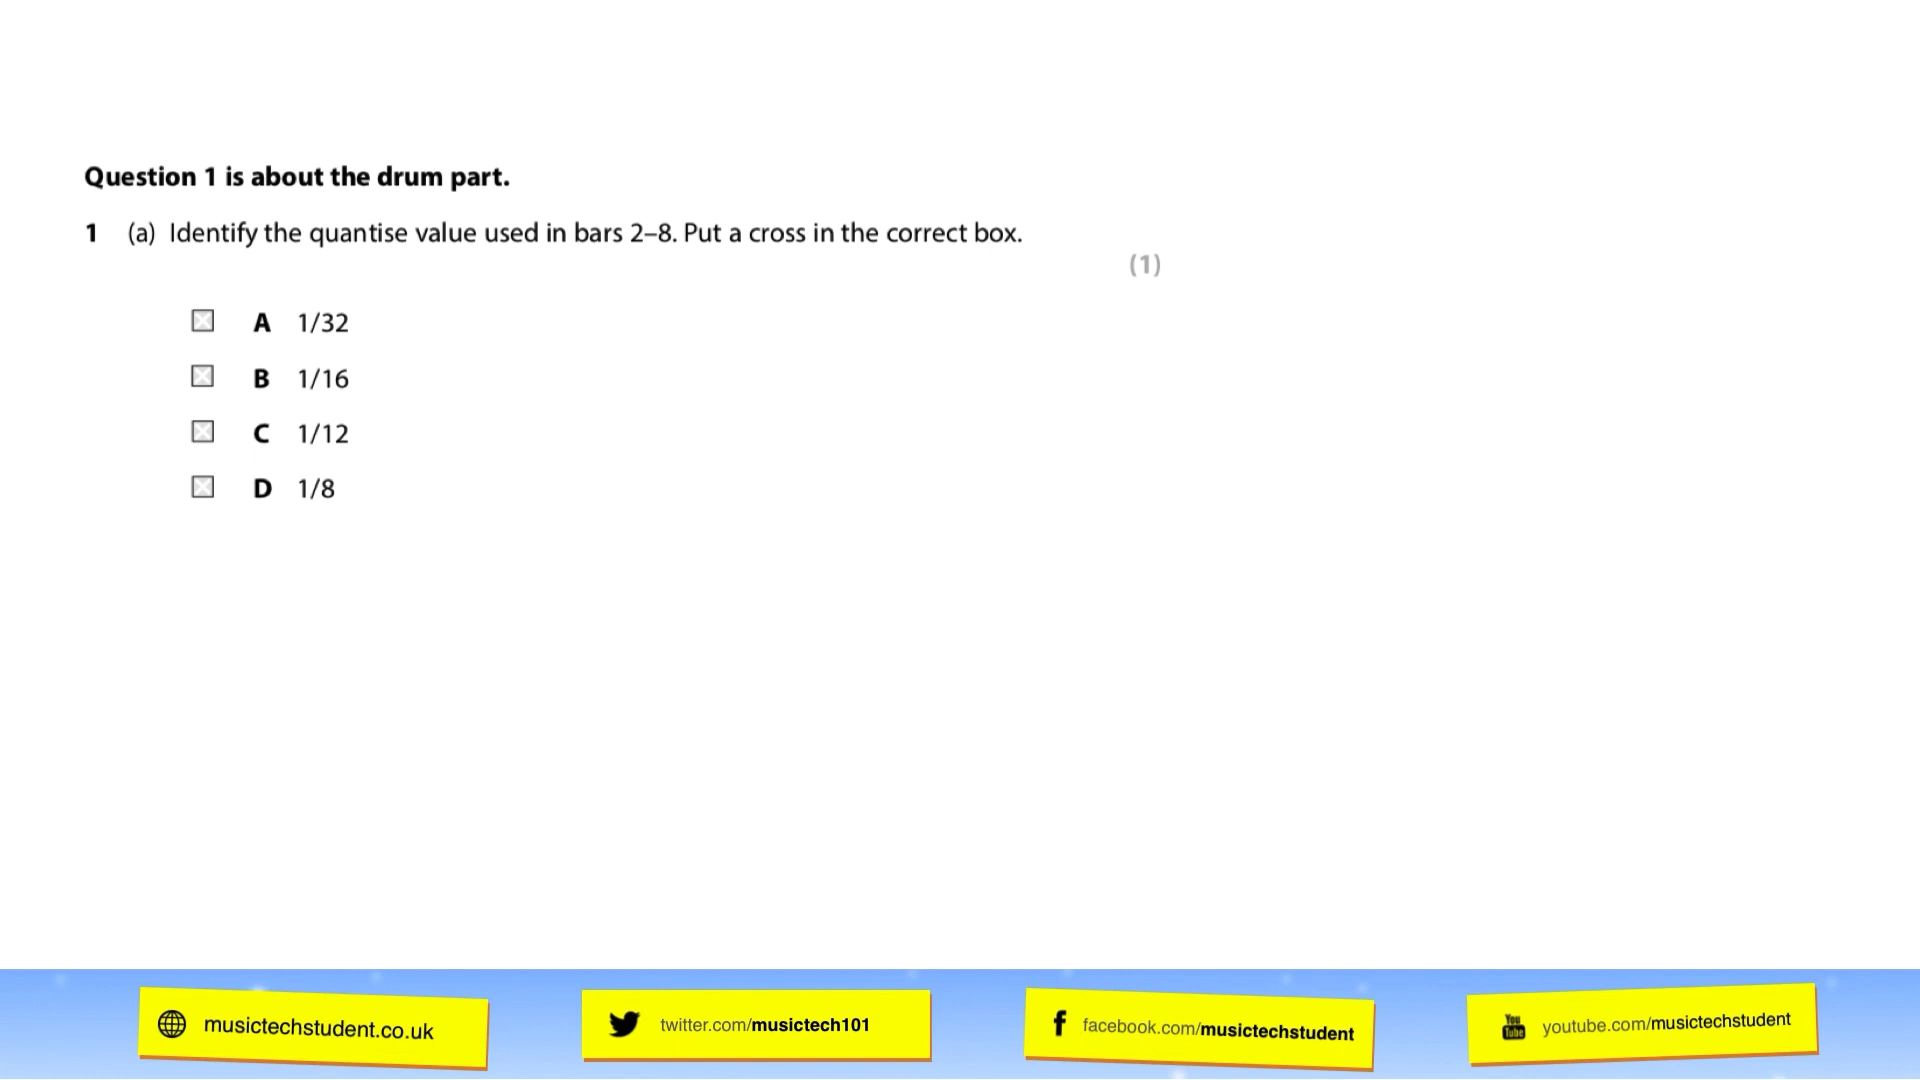 Question 1 is about the drum part.
1 (a) Identify the quantise value used in bars 2–8. Put a cross in the correct box.
(1)
A 1/32
B 1/16
C 1/12
D 1/8
musictechstudent.co.uk
twitter.com/musictech101
facebook.com/musictechstudent
You Tube youtube.com/musictechstudent